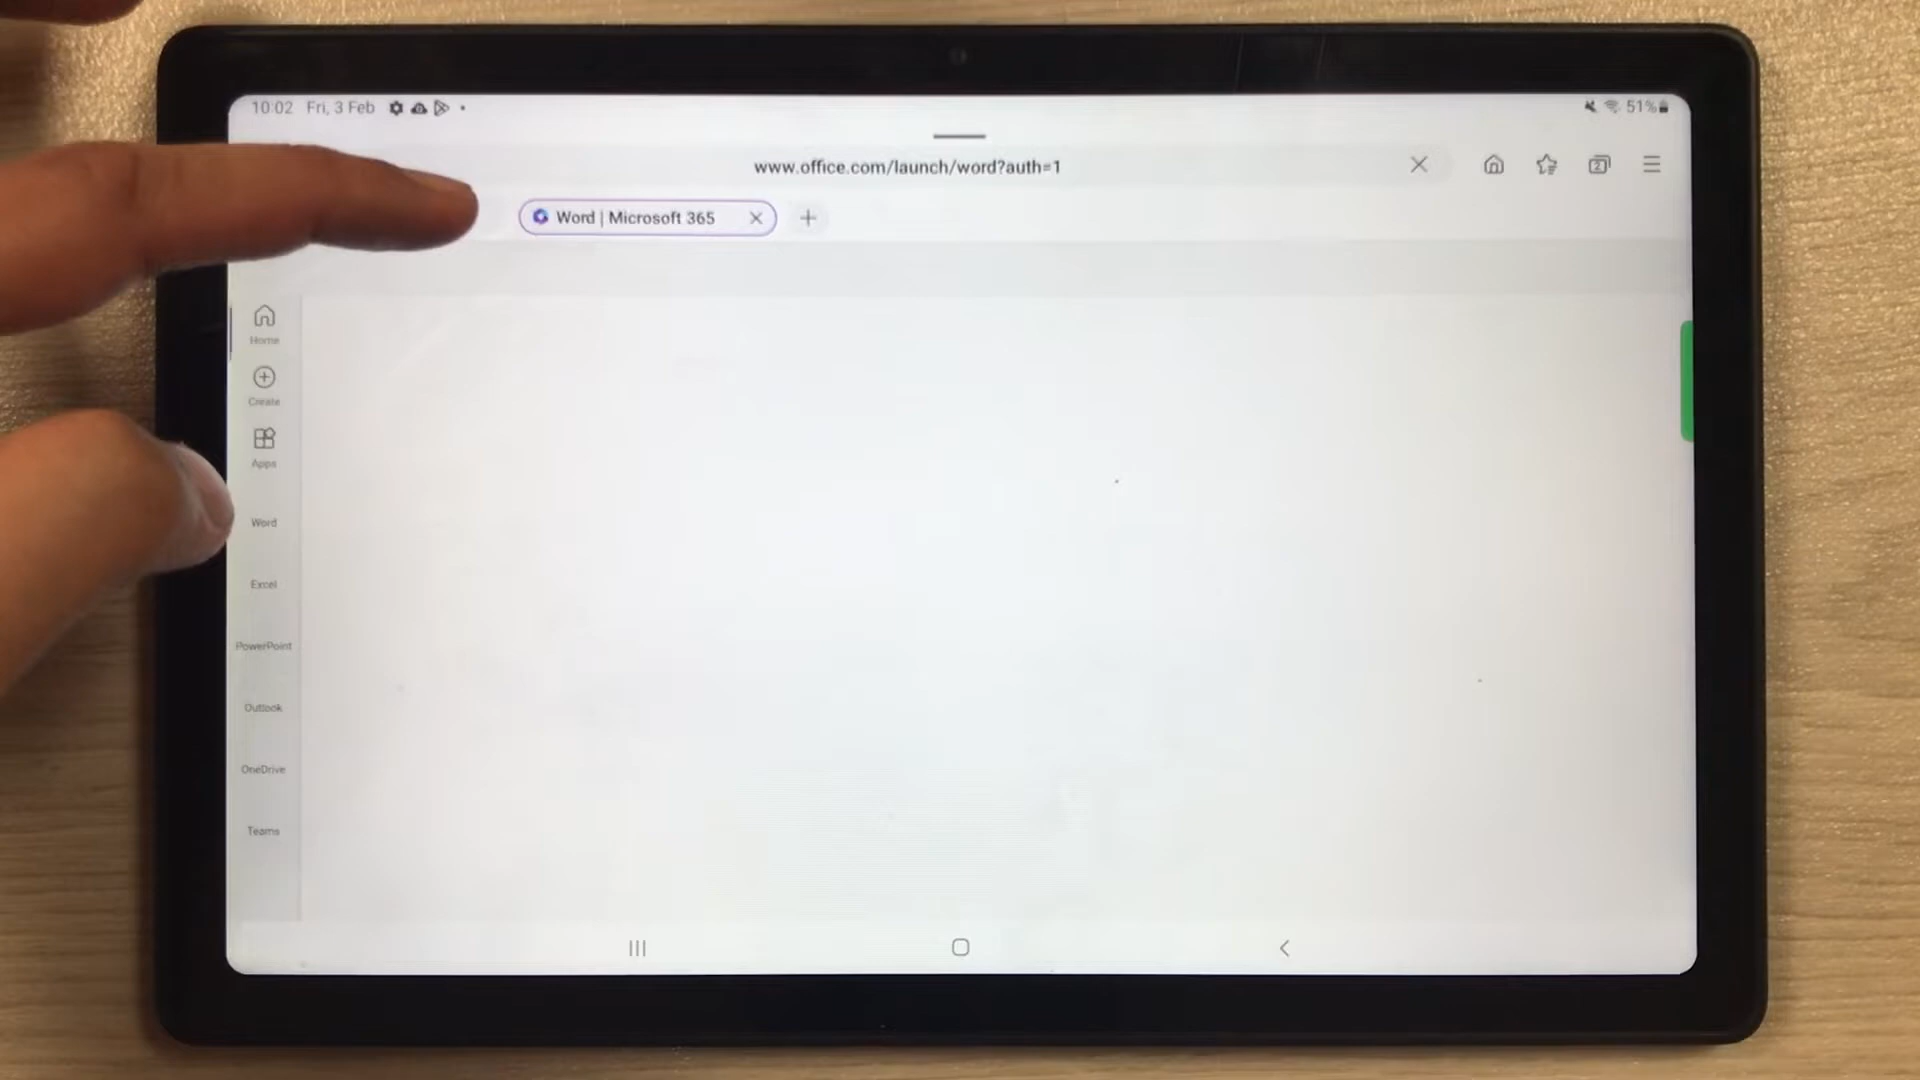 10:02 Fri, 3 Feb 51%
www.office.com/launch/word?auth=1
2
Word | Microsoft 365
Home
Create
Apps
Word
Excel
PowerPoint
Outlook
OneDrive
Teams